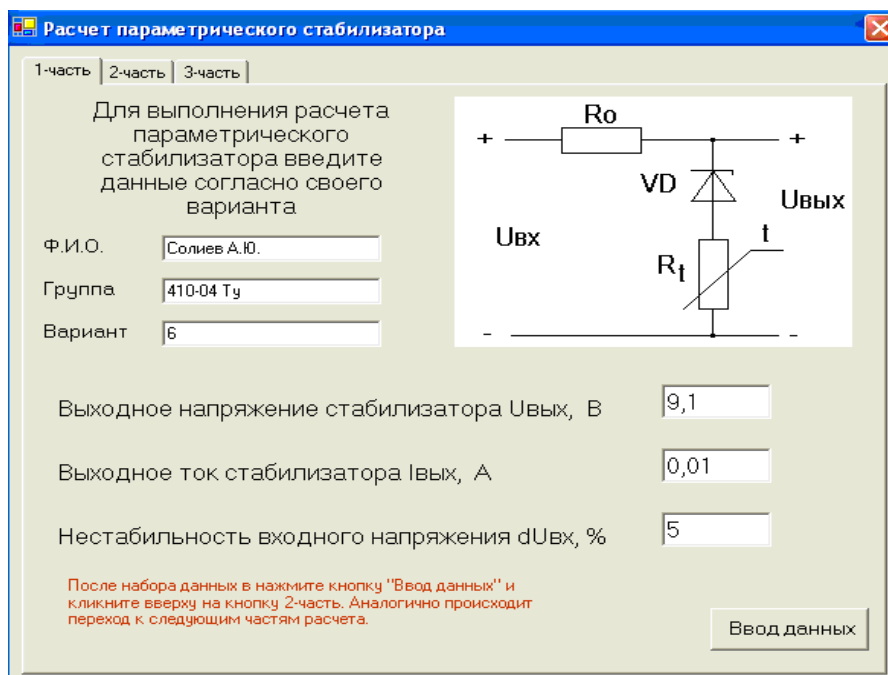 Расчет параметрического стабилизатора
1-часть 2-часть 3-часть
Для выполнения расчета
параметрического
стабилизатора введите
данные согласно своего
варианта
Ф.И.О. Солиев А.Ю.
Группа 410-04 Ту
Вариант 6
Ro
+ +
VD
Uвых
Uвх
t
Rt
- -
Выходное напряжение стабилизатора Uвых, В 9,1
Выходное ток стабилизатора Iвых, А 0,01
Нестабильность входного напряжения dUвх, % 5
После набора данных в нажмите кнопку "Ввод данных" и
кликните вверху на кнопку 2-часть. Аналогично происходит
переход к следующим частям расчета.
Ввод данных